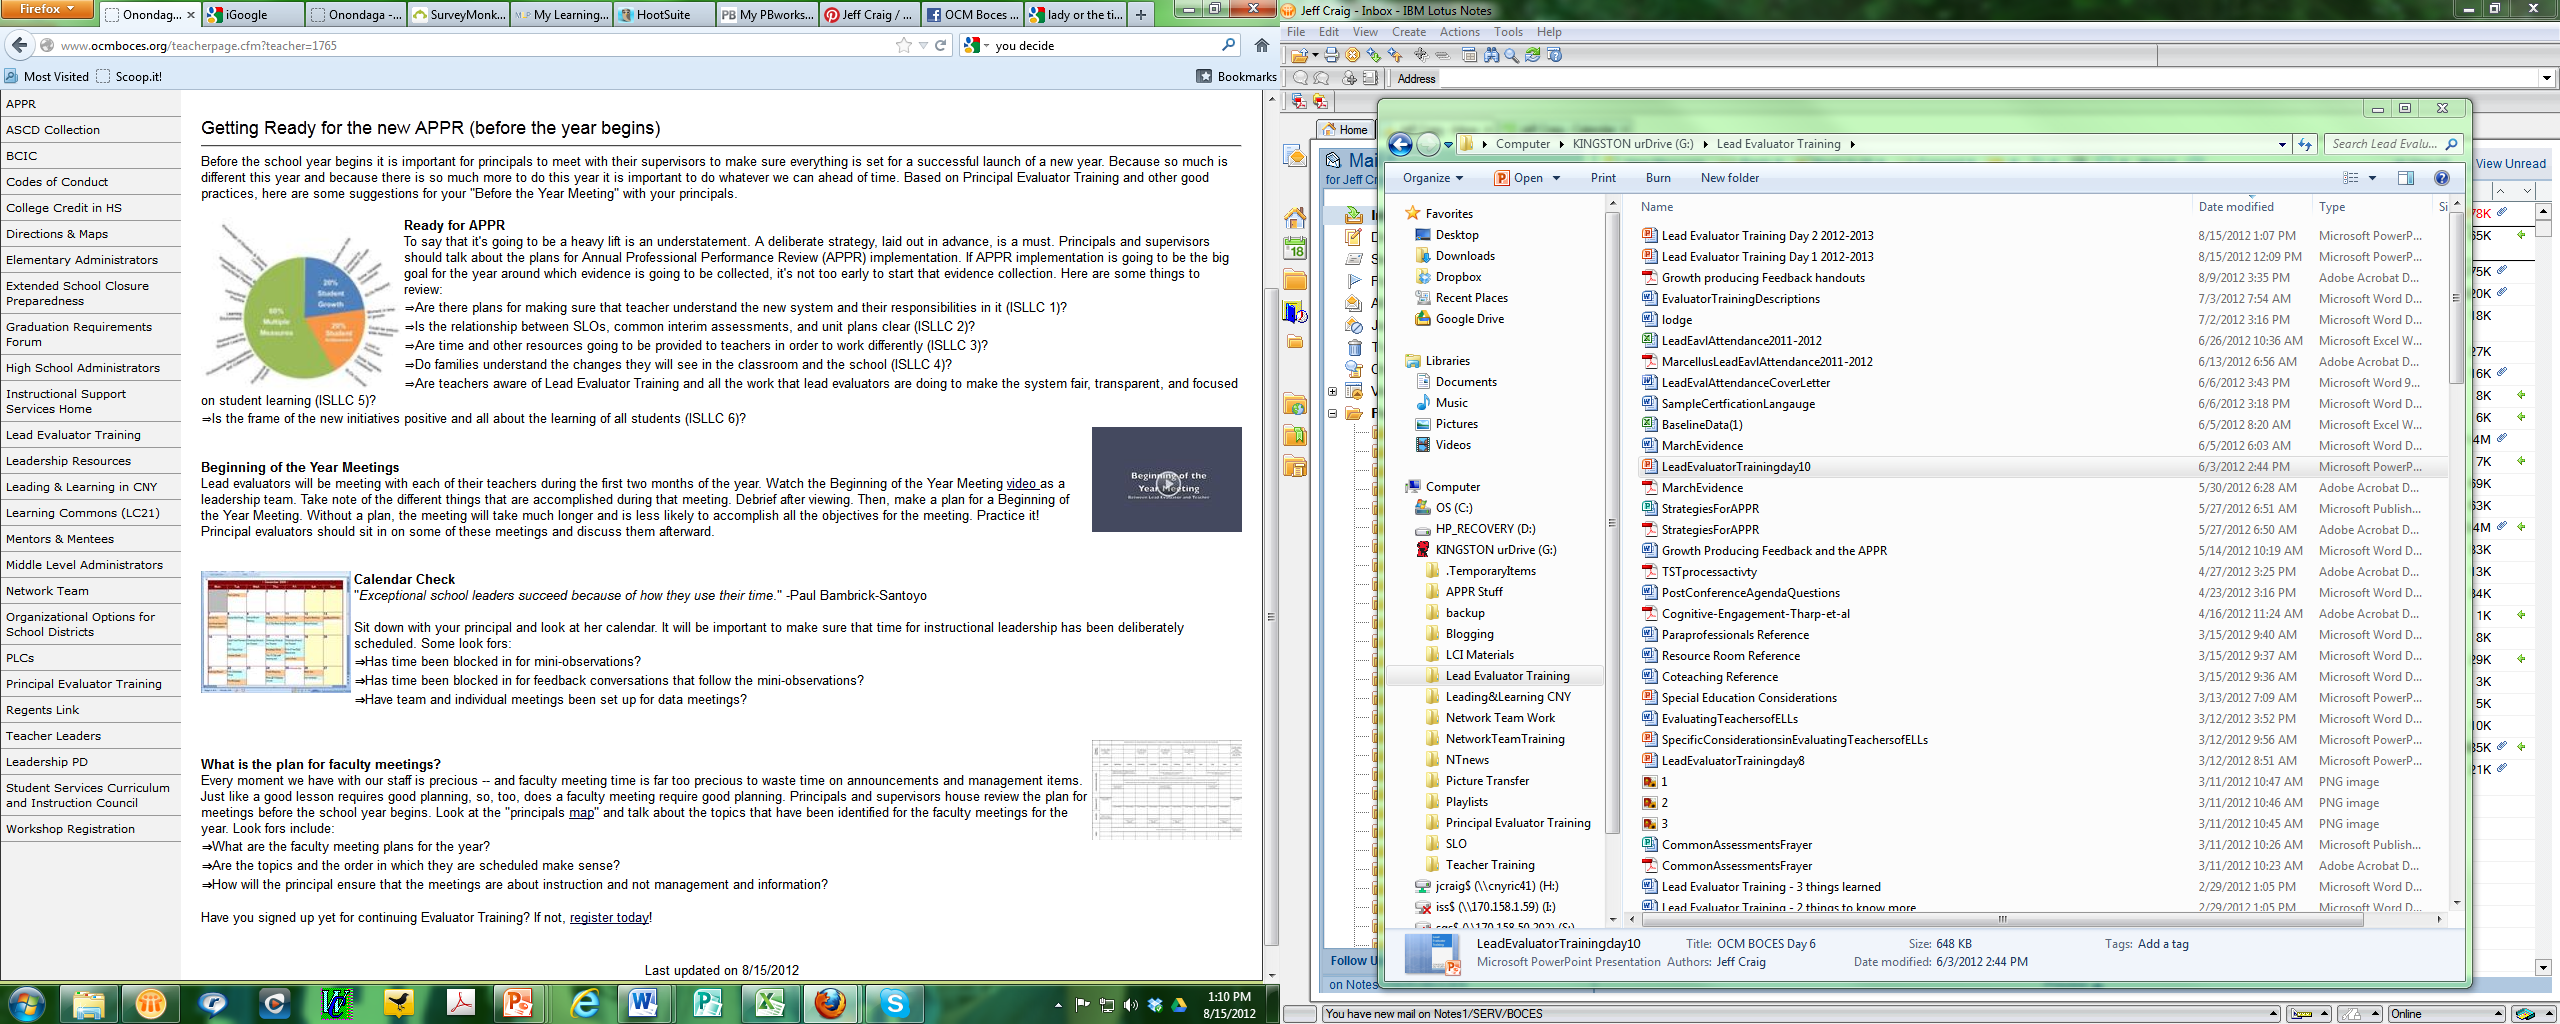 Firefox
Onondag...
iGoogle
Onondaga -...
SurveyMonk...
My Learning...
HootSuite
My PBworks...
Jeff Craig / ...
OCM Boces ...
lady or the ti...
www.ocmboces.org/teacherpage.cfm?teacher=1765
you decide
Most Visited
Scoop.it!
Bookmarks
APPR
ASCD Collection
BCIC
Codes of Conduct
College Credit in HS
Directions & Maps
Elementary Administrators
Extended School Closure
Preparedness
Graduation Requirements
Forum
High School Administrators
Instructional Support
Services Home
Lead Evaluator Training
Leadership Resources
Leading & Learning in CNY
Learning Commons (LC21)
Mentors & Mentees
Middle Level Administrators
Network Team
Organizational Options for
School Districts
PLCs
Principal Evaluator Training
Regents Link
Teacher Leaders
Leadership PD
Student Services Curriculum
and Instruction Council
Workshop Registration
Getting Ready for the new APPR (before the year begins)
Before the school year begins it is important for principals to meet with their supervisors to make sure everything is set for a successful launch of a new year. Because so much is
different this year and because there is so much more to do this year it is important to do whatever we can ahead of time. Based on Principal Evaluator Training and other good
practices, here are some suggestions for your "Before the Year Meeting" with your principals.
20%
Student
Growth
60%
Multiple
Measures
20%
Student
Ready for APPR
To say that it's going to be a heavy lift is an understatement. A deliberate strategy, laid out in advance, is a must. Principals and supervisors
should talk about the plans for Annual Professional Performance Review (APPR) implementation. If APPR implementation is going to be the big
goal for the year around which evidence is going to be collected, it's not too early to start that evidence collection. Here are some things to
review:
⇒Are there plans for making sure that teacher understand the new system and their responsibilities in it (ISLLC 1)?
⇒Is the relationship between SLOs, common interim assessments, and unit plans clear (ISLLC 2)?
⇒Are time and other resources going to be provided to teachers in order to work differently (ISLLC 3)?
⇒Do families understand the changes they will see in the classroom and the school (ISLLC 4)?
⇒Are teachers aware of Lead Evaluator Training and all the work that lead evaluators are doing to make the system fair, transparent, and focused
on student learning (ISLLC 5)?
⇒Is the frame of the new initiatives positive and all about the learning of all students (ISLLC 6)?
Beginning of the Year Meetings
Lead evaluators will be meeting with each of their teachers during the first two months of the year. Watch the Beginning of the Year Meeting video as a
leadership team. Take note of the different things that are accomplished during that meeting. Debrief after viewing. Then, make a plan for a Beginning of
the Year Meeting. Without a plan, the meeting will take much longer and is less likely to accomplish all the objectives for the meeting. Practice it!
Principal evaluators should sit in on some of these meetings and discuss them afterward.
Beginning of the
Year Meeting
Between Lead Evaluator and Teacher
Calendar Check
"Exceptional school leaders succeed because of how they use their time." -Paul Bambrick-Santoyo
Sit down with your principal and look at her calendar. It will be important to make sure that time for instructional leadership has been deliberately
scheduled. Some look fors:
⇒Has time been blocked in for mini-observations?
⇒Has time been blocked in for feedback conversations that follow the mini-observations?
⇒Have team and individual meetings been set up for data meetings?
What is the plan for faculty meetings?
Every moment we have with our staff is precious -- and faculty meeting time is far too precious to waste time on announcements and management items.
Just like a good lesson requires good planning, so, too, does a faculty meeting require good planning. Principals and supervisors house review the plan for
meetings before the school year begins. Look at the "principals map" and talk about the topics that have been identified for the faculty meetings for the
year. Look fors include:
⇒What are the faculty meeting plans for the year?
⇒Are the topics and the order in which they are scheduled make sense?
⇒How will the principal ensure that the meetings are about instruction and not management and information?
Have you signed up yet for continuing Evaluator Training? If not, register today!
Last updated on 8/15/2012
1:10 PM
8/15/2012
Jeff Craig - Inbox - IBM Lotus Notes
File Edit View Create Actions Tools Help
Address
Home
Mai
for Jeff Cr
View Unread
Follow U
on Notes
You have new mail on Notes1/SERV/BOCES
Online
Computer KINGSTON urDrive (G:) Lead Evaluator Training
Search Lead Evalu...
Organize Open Print Burn New folder
Favorites
Desktop
Downloads
Dropbox
Recent Places
Google Drive
Libraries
Documents
Music
Pictures
Videos
Computer
OS (C:)
HP_RECOVERY (D:)
KINGSTON urDrive (G:)
.TemporaryItems
APPR Stuff
backup
Blogging
LCI Materials
Lead Evaluator Training
Leading&Learning CNY
Network Team Work
NetworkTeamTraining
NTnews
Picture Transfer
Playlists
Principal Evaluator Training
SLO
Teacher Training
jcraig$ (\\cnyric41) (H:)
iss$ (\\170.158.1.59) (I:)
Name Date modified Type Si
Lead Evaluator Training Day 2 2012-2013 8/15/2012 1:07 PM Microsoft PowerP...
Lead Evaluator Training Day 1 2012-2013 8/15/2012 12:09 PM Microsoft PowerP...
Growth producing Feedback handouts 8/9/2012 3:35 PM Adobe Acrobat D...
EvaluatorTrainingDescriptions 7/3/2012 7:54 AM Microsoft Word D...
lodge 7/2/2012 3:16 PM Microsoft Word D...
LeadEavlAttendance2011-2012 6/26/2012 10:36 AM Microsoft Excel W...
MarcellusLeadEavlAttendance2011-2012 6/13/2012 6:56 AM Adobe Acrobat D...
LeadEvalAttendanceCoverLetter 6/6/2012 3:43 PM Microsoft Word 9...
SampleCertficationLangauge 6/6/2012 3:18 PM Microsoft Word D...
BaselineData(1) 6/5/2012 8:20 AM Microsoft Excel W...
MarchEvidence 6/5/2012 6:03 AM Microsoft Word D...
LeadEvaluatorTrainingday10 6/3/2012 2:44 PM Microsoft PowerP...
MarchEvidence 5/30/2012 6:28 AM Adobe Acrobat D...
StrategiesForAPPR 5/27/2012 6:51 AM Microsoft Publish...
StrategiesForAPPR 5/27/2012 6:50 AM Adobe Acrobat D...
Growth Producing Feedback and the APPR 5/14/2012 10:19 AM Microsoft Word D...
TSTprocessactivty 4/27/2012 3:25 PM Adobe Acrobat D...
PostConferenceAgendaQuestions 4/23/2012 3:16 PM Microsoft Word D...
Cognitive-Engagement-Tharp-et-al 4/16/2012 11:24 AM Adobe Acrobat D...
Paraprofessionals Reference 3/15/2012 9:40 AM Microsoft Word D...
Resource Room Reference 3/15/2012 9:37 AM Microsoft Word D...
Coteaching Reference 3/15/2012 9:36 AM Microsoft Word D...
Special Education Considerations 3/13/2012 7:09 AM Microsoft PowerP...
EvaluatingTeachersofELLs 3/12/2012 3:52 PM Microsoft Word D...
SpecificConsiderationsinEvaluatingTeachersofELLs 3/12/2012 9:56 AM Microsoft PowerP...
LeadEvaluatorTrainingday8 3/12/2012 8:51 AM Microsoft PowerP...
1 3/11/2012 10:47 AM PNG image
2 3/11/2012 10:46 AM PNG image
3 3/11/2012 10:45 AM PNG image
CommonAssessmentsFrayer 3/11/2012 10:26 AM Microsoft Publish...
CommonAssessmentsFrayer 3/11/2012 10:23 AM Adobe Acrobat D...
Lead Evaluator Training - 3 things learned 2/29/2012 1:05 PM Microsoft Word D...
Lead Evaluator Training - 2 things to know more 2/29/2012 1:05 PM Microsoft Word D...
LeadEvaluatorTrainingday10 Title: OCM BOCES Day 6 Size: 648 KB Tags: Add a tag
Microsoft PowerPoint Presentation Authors: Jeff Craig Date modified: 6/3/2012 2:44 PM